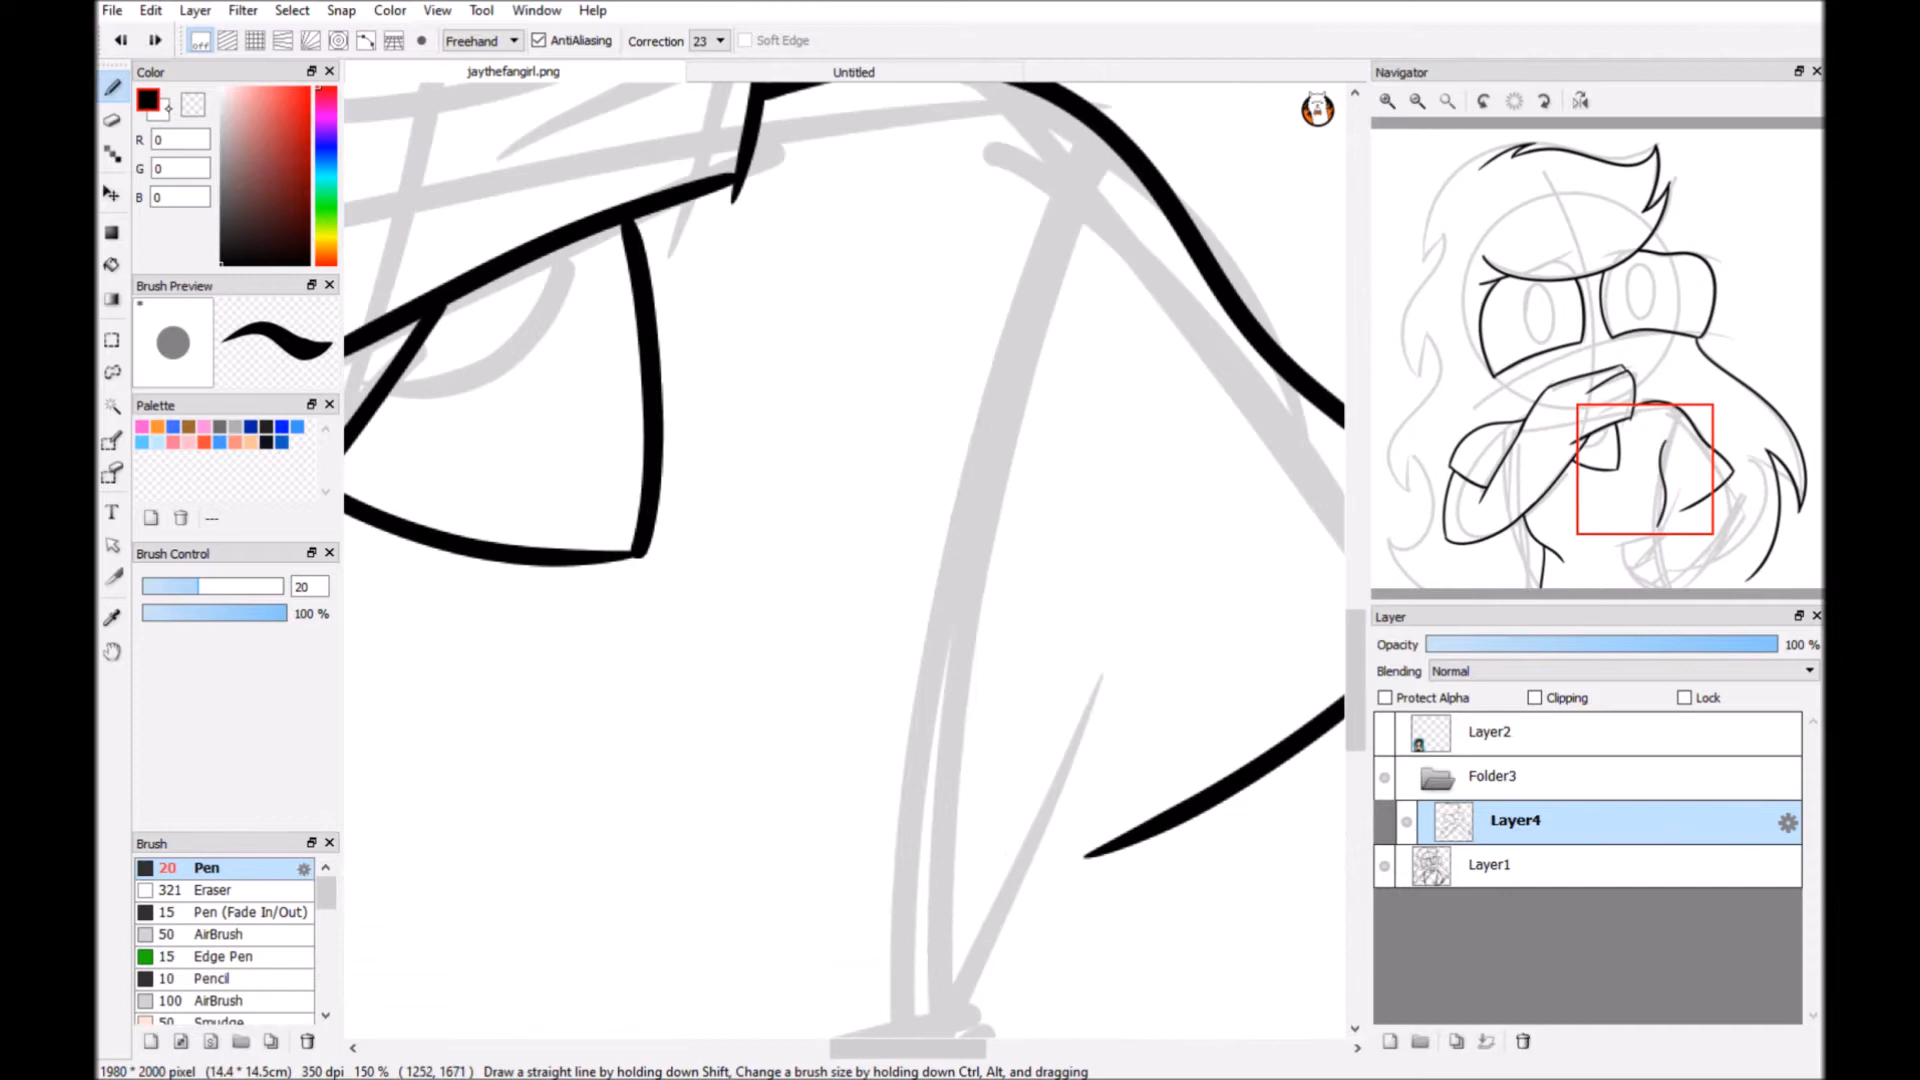 File Edit Layer Filter Select Snap Color View Tool Window Help
off Freehand AntiAliasing Correction 23 Soft Edge
Color
jaythefangirl.png
Untitled
Navigator
R 0
G 0
B 0
Brush Preview
Palette
---
Brush Control
20
100 %
Brush
20 Pen
321 Eraser
15 Pen (Fade In/Out)
50 AirBrush
15 Edge Pen
10 Pencil
100 AirBrush
50 Smudge
Layer
Opacity 100 %
Blending Normal
Protect Alpha Clipping Lock
Layer2
Folder3
Layer4
Layer1
1980 * 2000 pixel (14.4 * 14.5cm) 350 dpi 150 % ( 1252, 1671 ) Draw a straight line by holding down Shift, Change a brush size by holding down Ctrl, Alt, and dragging